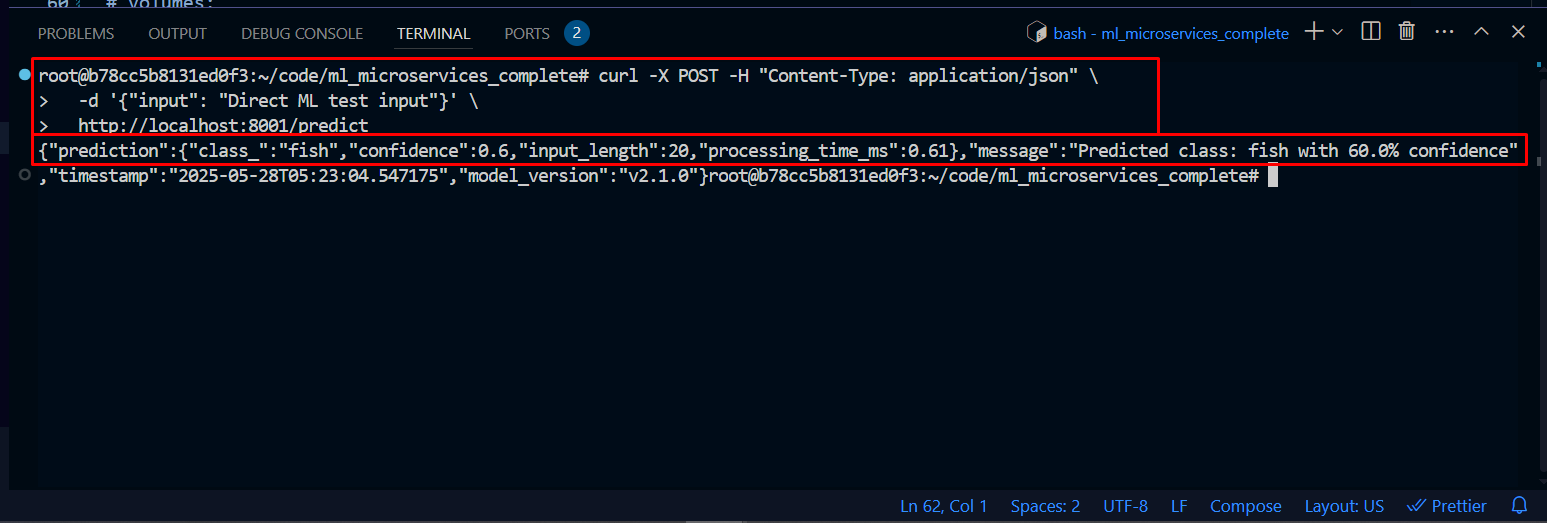 60 # volumes:
PROBLEMS OUTPUT DEBUG CONSOLE TERMINAL PORTS 2 bash - ml_microservices_complete
root@b78cc5b8131ed0f3:~/code/ml_microservices_complete# curl -X POST -H "Content-Type: application/json" \
>   -d '{"input": "Direct ML test input"}' \
>   http://localhost:8001/predict
{"prediction":{"class_":"fish","confidence":0.6,"input_length":20,"processing_time_ms":0.61},"message":"Predicted class: fish with 60.0% confidence"
,"timestamp":"2025-05-28T05:23:04.547175","model_version":"v2.1.0"}root@b78cc5b8131ed0f3:~/code/ml_microservices_complete#
Ln 62, Col 1 Spaces: 2 UTF-8 LF Compose Layout: US Prettier